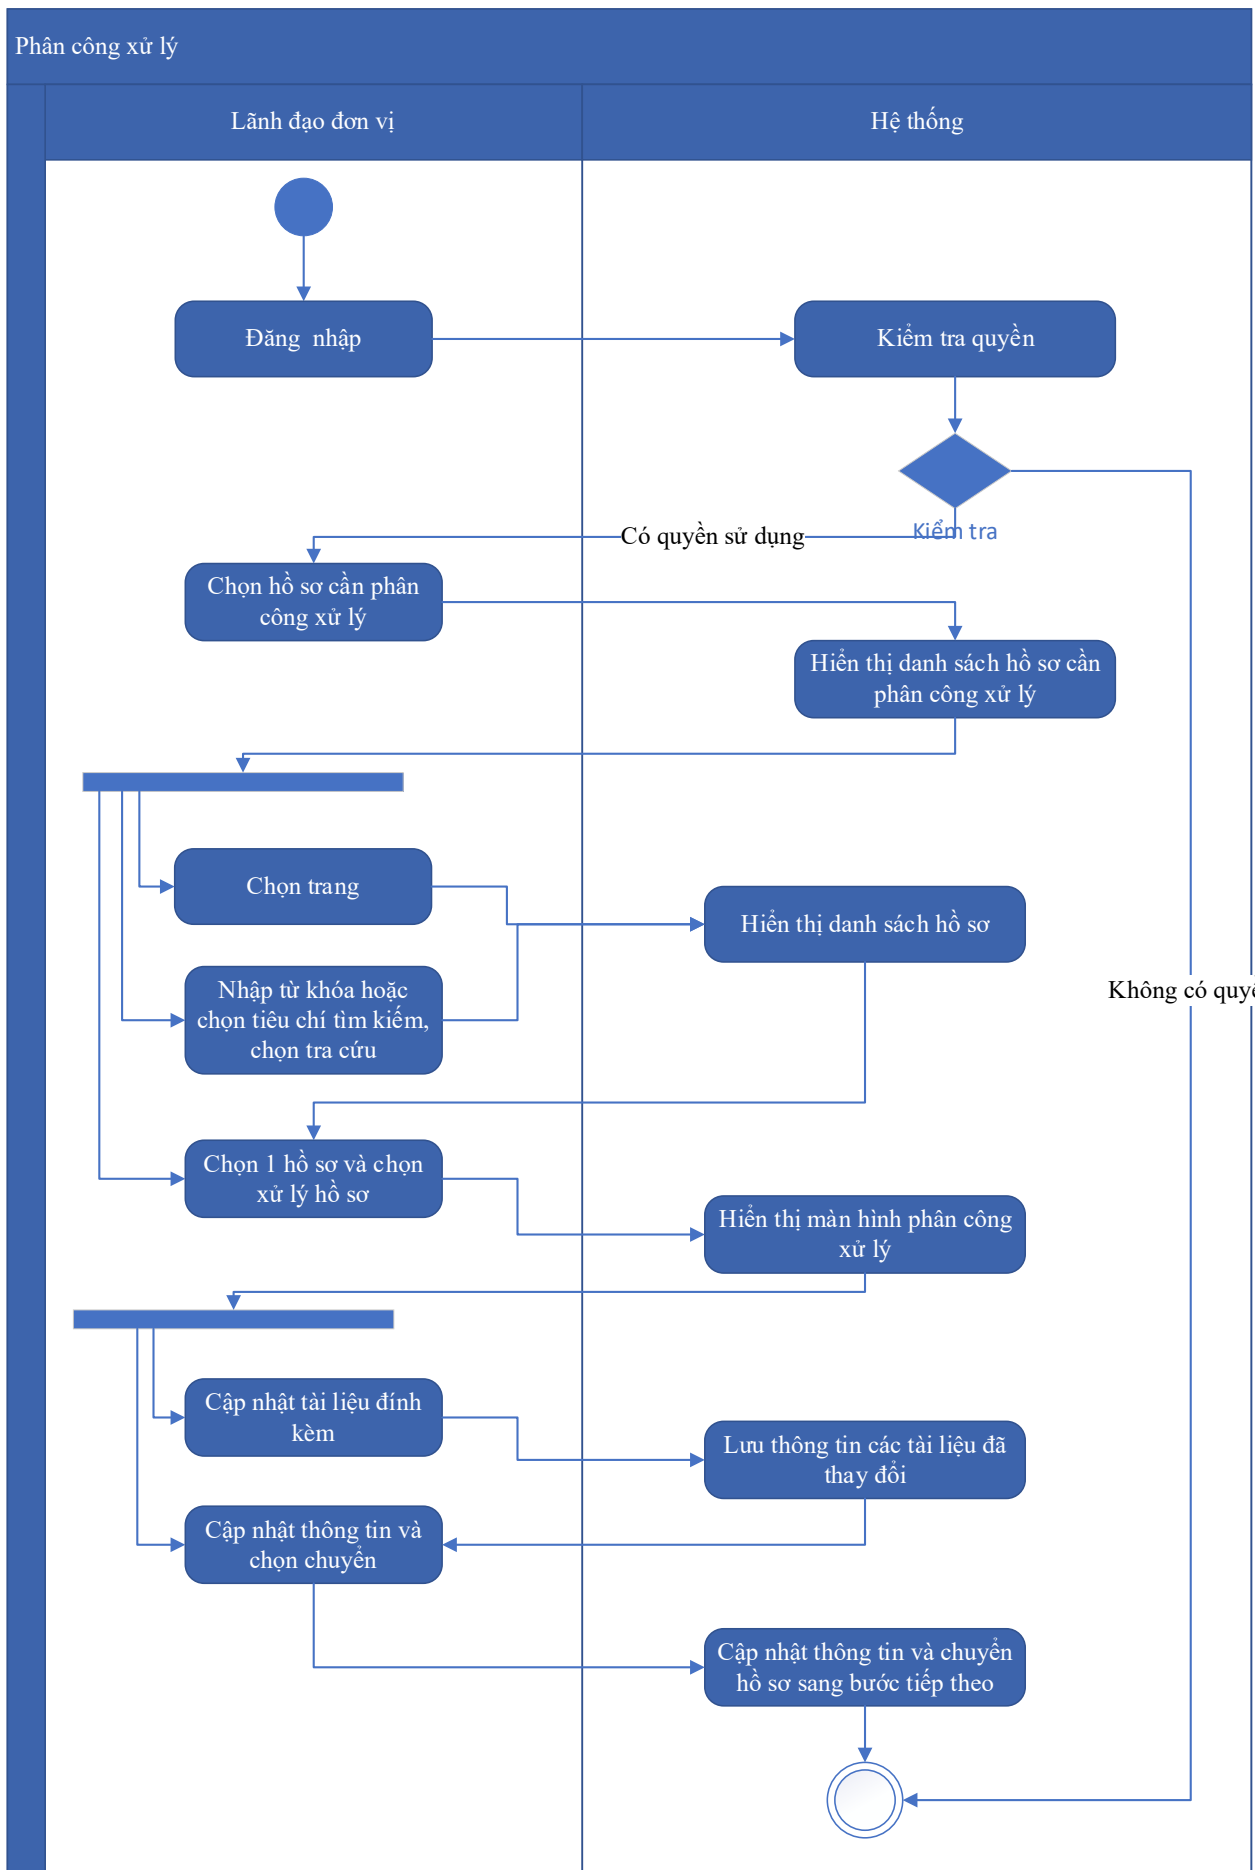 Phân công xử lý
Lãnh đạo đơn vị
Hệ thống
Đăng nhập
Kiểm tra quyền
Kiểm tra
Có quyền sử dụng
Chọn hồ sơ cần phân
công xử lý
Hiển thị danh sách hồ sơ cần
phân công xử lý
Chọn trang
Hiển thị danh sách hồ sơ
Nhập từ khóa hoặc
chọn tiêu chí tìm kiếm,
chọn tra cứu
Không có
Chọn 1 hồ sơ và chọn
xử lý hồ sơ
Hiển thị màn hình phân công
xử lý
Cập nhật tài liệu đính
kèm
Lưu thông tin các tài liệu đã
thay đổi
Cập nhật thông tin và
chọn chuyển
Cập nhật thông tin và chuyển
hồ sơ sang bước tiếp theo